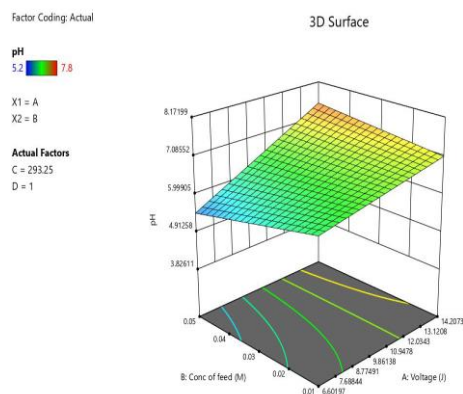 Factor Coding: Actual
3D Surface
pH
5.2 7.8
X1 = A
X2 = B
Actual Factors
C = 293.25
D = 1
8.17199
7.08552
5.99905
4.91258
3.82611
pH
0.05
0.04
0.03
0.02
0.01
B: Conc of feed (M)
14.2073
13.1208
12.0343
10.9478
9.86138
8.77491
7.68844
6.60197
A: Voltage (J)